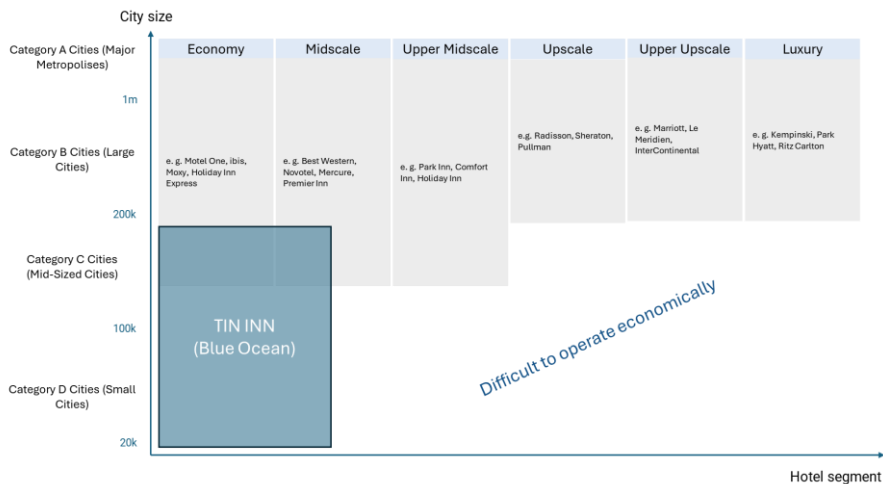 City size
Category A Cities (Major
Metropolises)
Economy
Midscale
Upper Midscale
Upscale
Upper Upscale
Luxury
1m
Category B Cities (Large
Cities)
e. g. Motel One, ibis,
Moxy, Holiday Inn
Express
e. g. Best Western,
Novotel, Mercure,
Premier Inn
e. g. Park Inn, Comfort
Inn, Holiday Inn
e.g. Radisson, Sheraton,
Pullman
e. g. Marriott, Le
Meridien,
InterContinental
e.g. Kempinski, Park
Hyatt, Ritz Carlton
200k
Category C Cities
(Mid-Sized Cities)
TIN INN
(Blue Ocean)
Difficult to operate economically
100k
Category D Cities (Small
Cities)
20k
Hotel segment